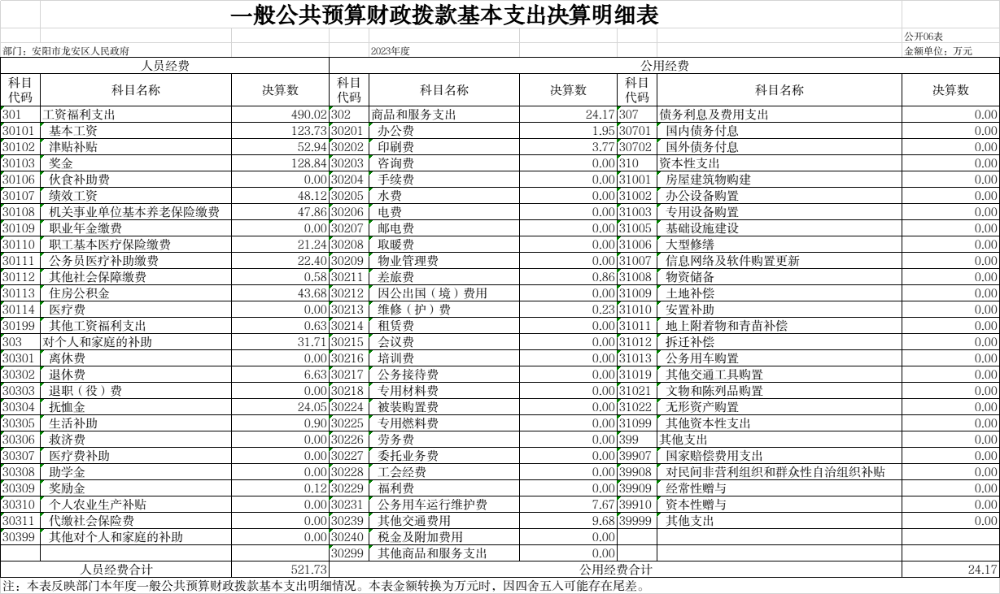 一般公共预算财政拨款基本支出决算明细表
公开06表
部门：安阳市龙安区人民政府 2023年度 金额单位：万元
人员经费 公用经费
科目代码 科目名称 决算数 科目代码 科目名称 决算数 科目代码 科目名称 决算数
301 工资福利支出 490.02 302 商品和服务支出 24.17 307 债务利息及费用支出 0.00
30101 基本工资 123.73 30201 办公费 1.95 30701 国内债务付息 0.00
30102 津贴补贴 52.94 30202 印刷费 3.77 30702 国外债务付息 0.00
30103 奖金 128.84 30203 咨询费 0.00 310 资本性支出 0.00
30106 伙食补助费 0.00 30204 手续费 0.00 31001 房屋建筑物购建 0.00
30107 绩效工资 48.12 30205 水费 0.00 31002 办公设备购置 0.00
30108 机关事业单位基本养老保险缴费 47.86 30206 电费 0.00 31003 专用设备购置 0.00
30109 职业年金缴费 0.00 30207 邮电费 0.00 31005 基础设施建设 0.00
30110 职工基本医疗保险缴费 21.24 30208 取暖费 0.00 31006 大型修缮 0.00
30111 公务员医疗补助缴费 22.40 30209 物业管理费 0.00 31007 信息网络及软件购置更新 0.00
30112 其他社会保障缴费 0.58 30211 差旅费 0.86 31008 物资储备 0.00
30113 住房公积金 43.68 30212 因公出国（境）费用 0.00 31009 土地补偿 0.00
30114 医疗费 0.00 30213 维修（护）费 0.23 31010 安置补助 0.00
30199 其他工资福利支出 0.63 30214 租赁费 0.00 31011 地上附着物和青苗补偿 0.00
303 对个人和家庭的补助 31.71 30215 会议费 0.00 31012 拆迁补偿 0.00
30301 离休费 0.00 30216 培训费 0.00 31013 公务用车购置 0.00
30302 退休费 6.63 30217 公务接待费 0.00 31019 其他交通工具购置 0.00
30303 退职（役）费 0.00 30218 专用材料费 0.00 31021 文物和陈列品购置 0.00
30304 抚恤金 24.05 30224 被装购置费 0.00 31022 无形资产购置 0.00
30305 生活补助 0.90 30225 专用燃料费 0.00 31099 其他资本性支出 0.00
30306 救济费 0.00 30226 劳务费 0.00 399 其他支出 0.00
30307 医疗费补助 0.00 30227 委托业务费 0.00 39907 国家赔偿费用支出 0.00
30308 助学金 0.00 30228 工会经费 0.00 39908 对民间非营利组织和群众性自治组织补贴 0.00
30309 奖励金 0.12 30229 福利费 0.00 39909 经常性赠与 0.00
30310 个人农业生产补贴 0.00 30231 公务用车运行维护费 7.67 39910 资本性赠与 0.00
30311 代缴社会保险费 0.00 30239 其他交通费用 9.68 39999 其他支出 0.00
30399 其他对个人和家庭的补助 0.00 30240 税金及附加费用 0.00
30299 其他商品和服务支出 0.00
人员经费合计 521.73 公用经费合计 24.17
注：本表反映部门本年度一般公共预算财政拨款基本支出明细情况。本表金额转换为万元时，因四舍五入可能存在尾差。